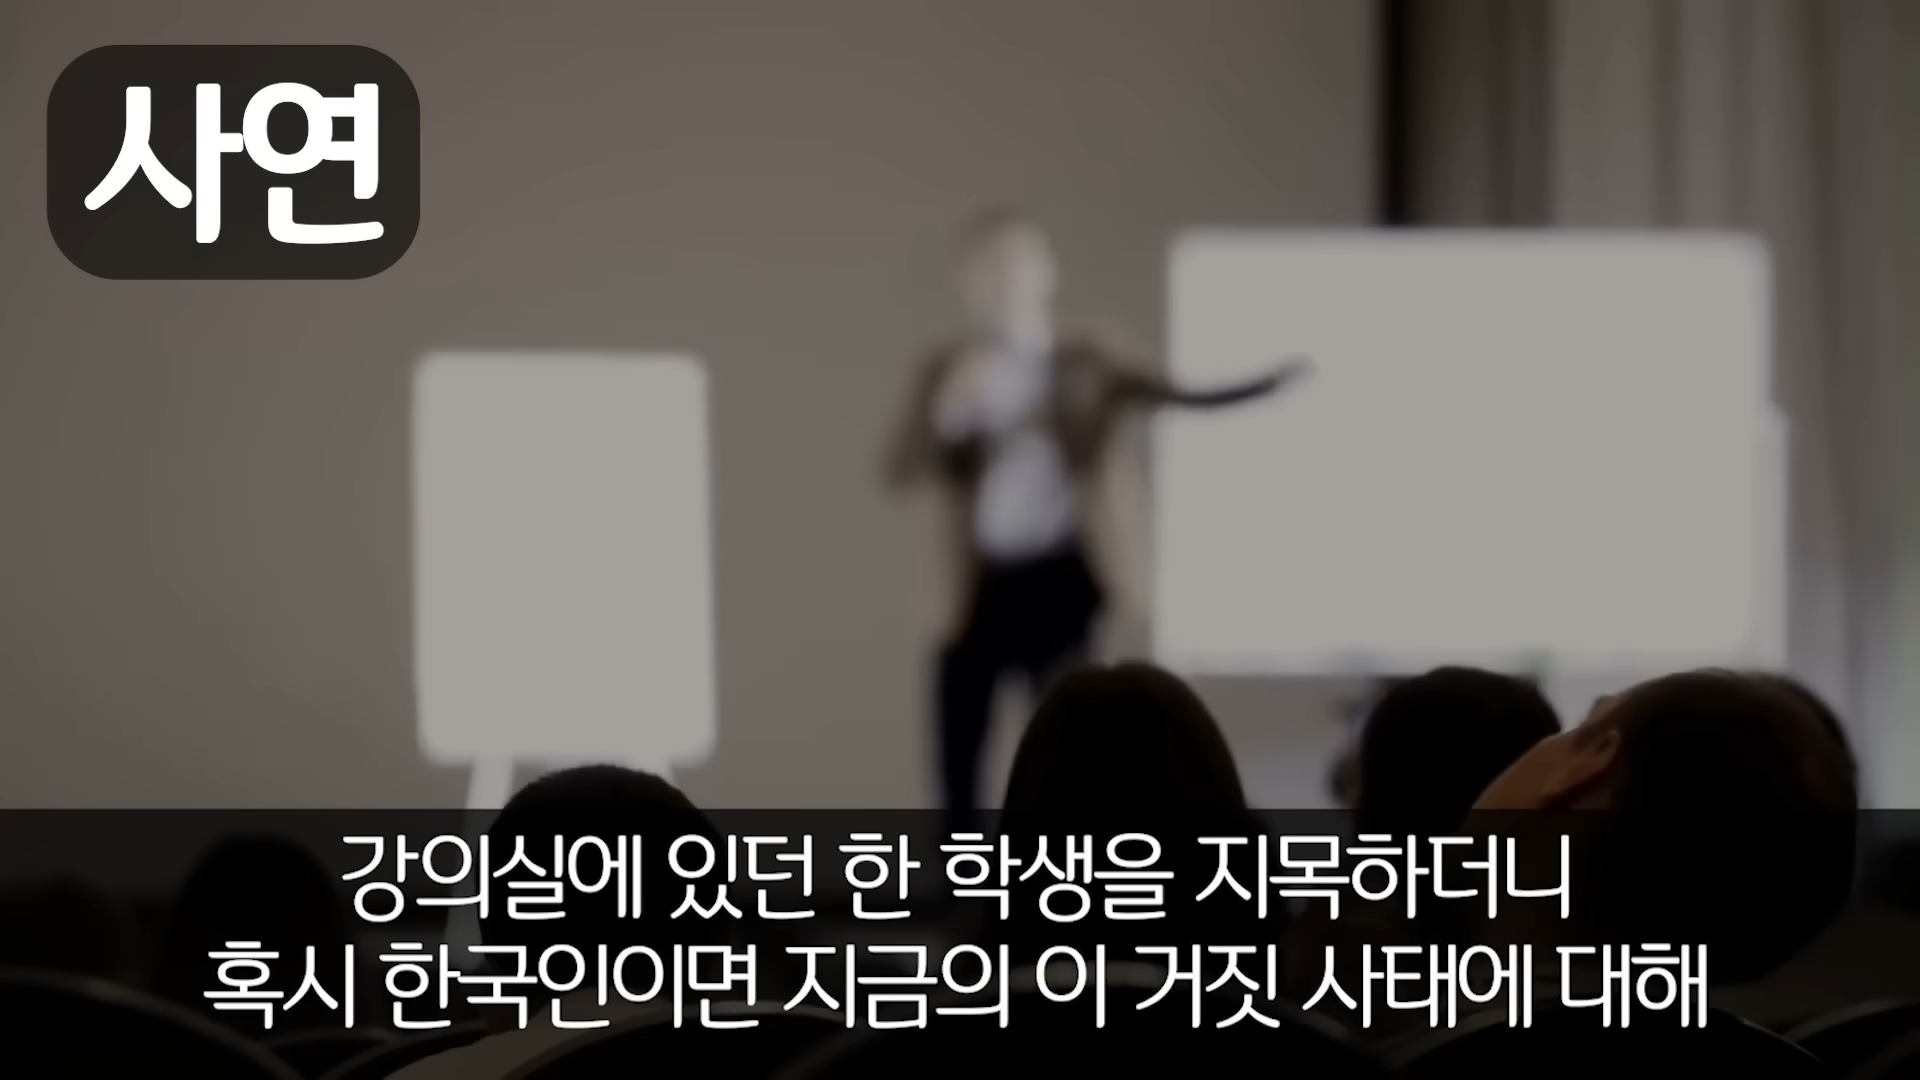 사연
강의실에 있던 한 학생을 지목하더니
혹시 한국인이면 지금의 이 거짓 사태에 대해